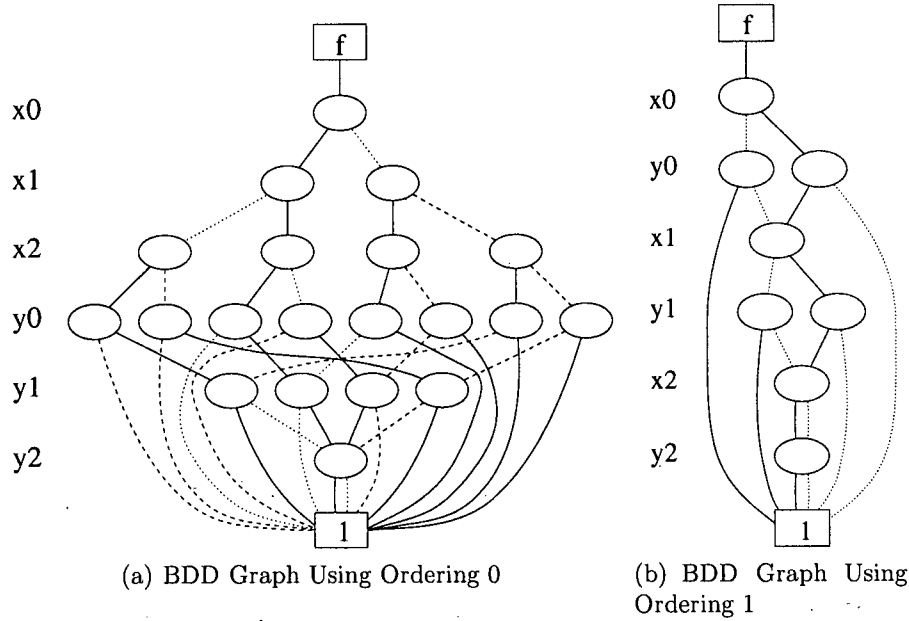 f
x0
x1
x2
y0
y1
y2
1
(a) BDD Graph Using Ordering 0
f
x0
y0
x1
y1
x2
y2
1
(b) BDD Graph Using
Ordering 1